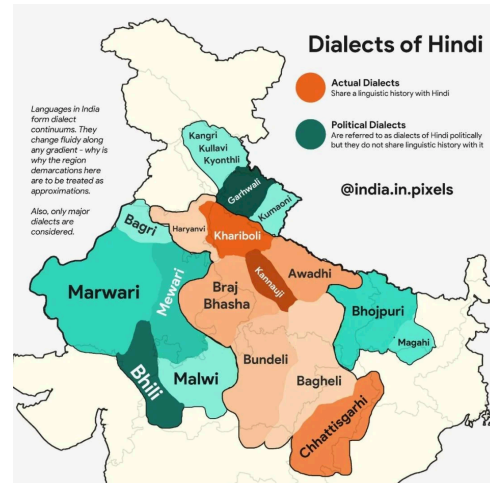 Dialects of Hindi
Actual Dialects
Share a linguistic history with Hindi
Political Dialects
Are referred to as dialects of Hindi politically
but they do not share linguistic history with it
@india.in.pixels
Languages in India
form dialect
continuums. They
change fluidly along
any gradient - why is
why the region
demarcations here
are to be treated as
approximations.
Also, only major
dialects are
considered.
Kangri
Kullavi
Kyonthli
Garhwali
Kumaoni
Bagri
Haryanvi
Khariboli
Marwari
Mewari
Braj
Bhasha
Kannauji
Awadhi
Bhojpuri
Magahi
Bhili
Malwi
Bundeli
Bagheli
Chhattisgarhi